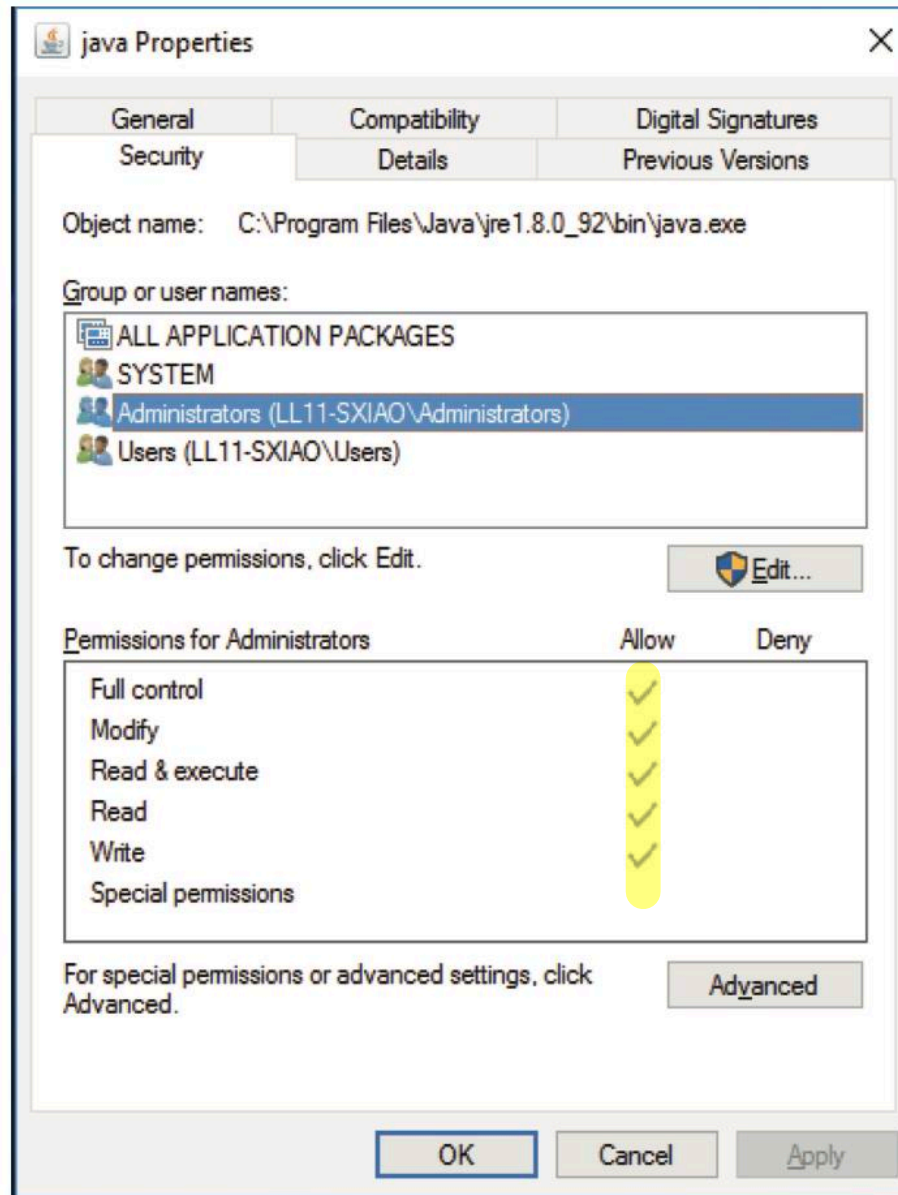 java Properties
General Compatibility Digital Signatures
Security Details Previous Versions
Object name: C:\Program Files\Java\jre1.8.0_92\bin\java.exe
Group or user names:
ALL APPLICATION PACKAGES
SYSTEM
Administrators (LL11-SXIAO\Administrators)
Users (LL11-SXIAO\Users)
To change permissions, click Edit.
Edit...
Permissions for Administrators Allow Deny
Full control
Modify
Read & execute
Read
Write
Special permissions
For special permissions or advanced settings, click
Advanced.
Advanced
OK Cancel Apply